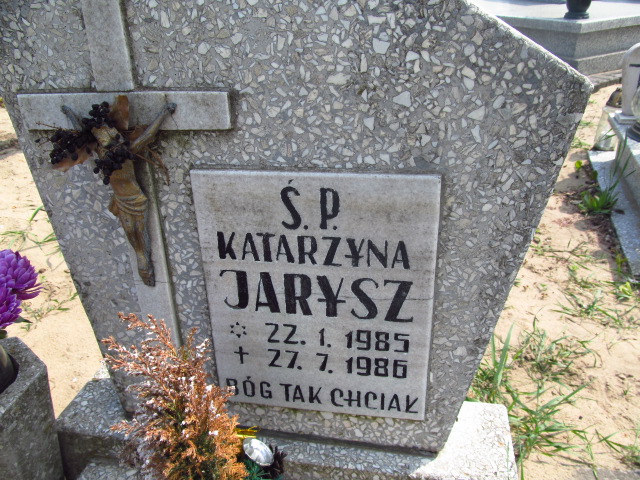 Ś. P.
KATARZYNA
JARYSZ
* 22. 1. 1985
+ 27. 7. 1986
BÓG TAK CHCIAŁ